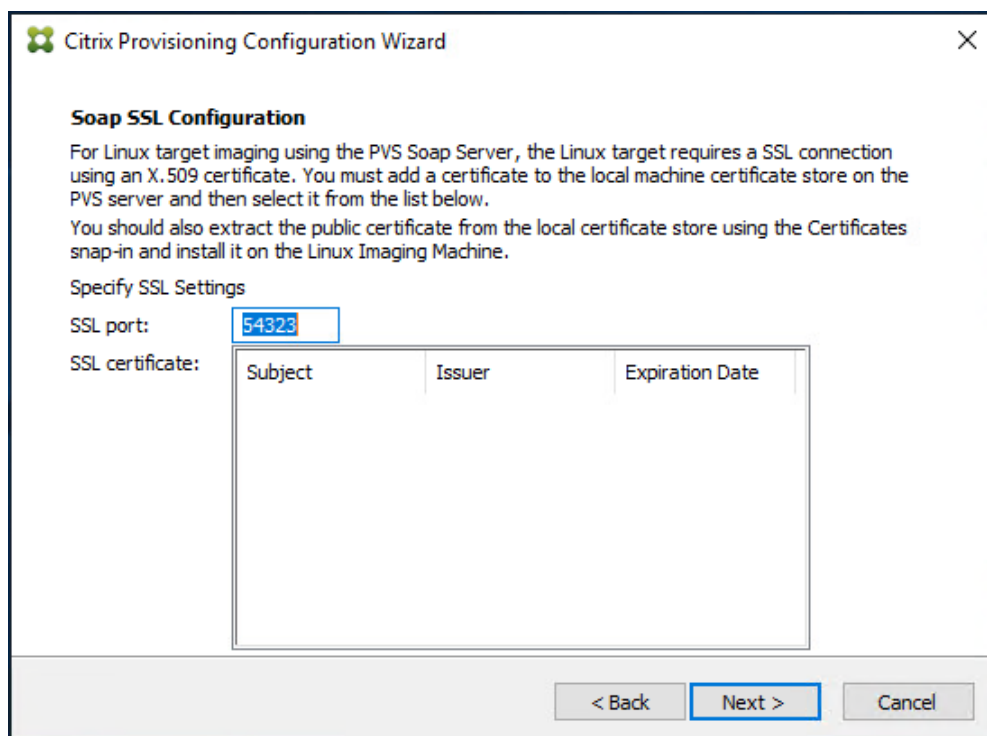 Citrix Provisioning Configuration Wizard
Soap SSL Configuration
For Linux target imaging using the PVS Soap Server, the Linux target requires a SSL connection
using an X.509 certificate. You must add a certificate to the local machine certificate store on the
PVS server and then select it from the list below.
You should also extract the public certificate from the local certificate store using the Certificates
snap-in and install it on the Linux Imaging Machine.
Specify SSL Settings
SSL port: 54323
SSL certificate: Subject Issuer Expiration Date
< Back Next > Cancel